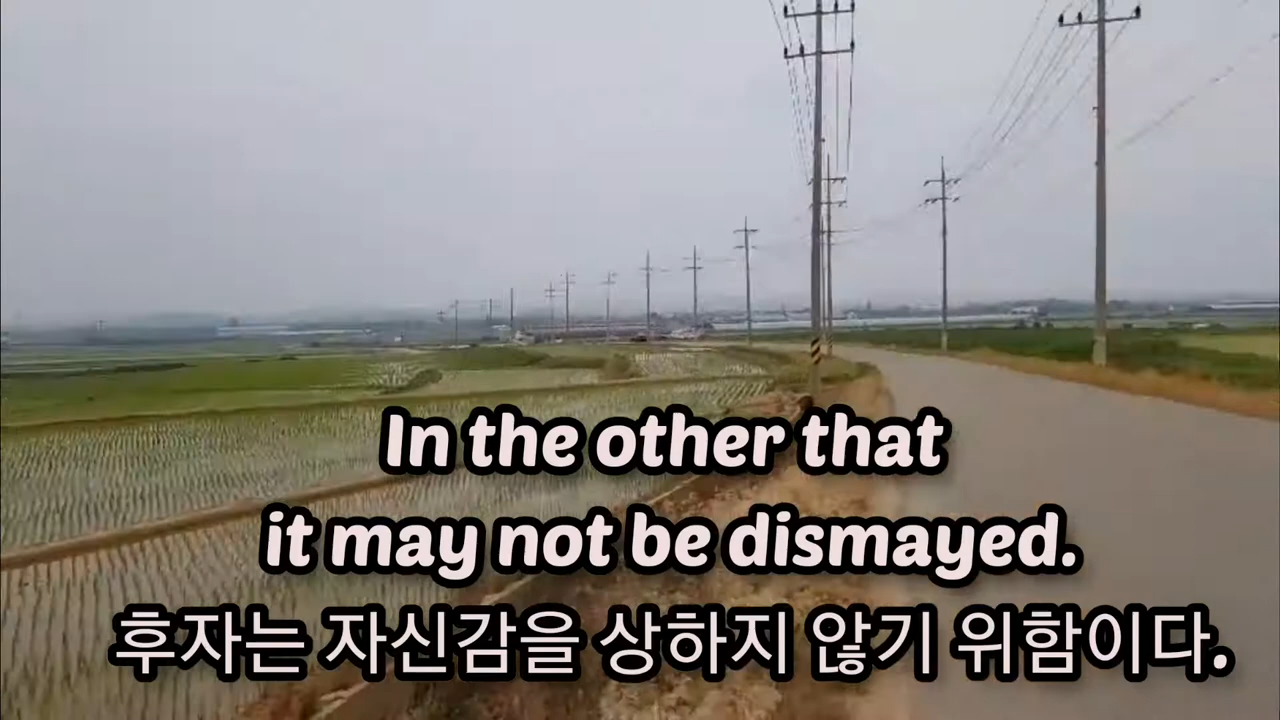 In the other that
it may not be dismayed.
후자는 자신감을 상하지 않기 위함이다.